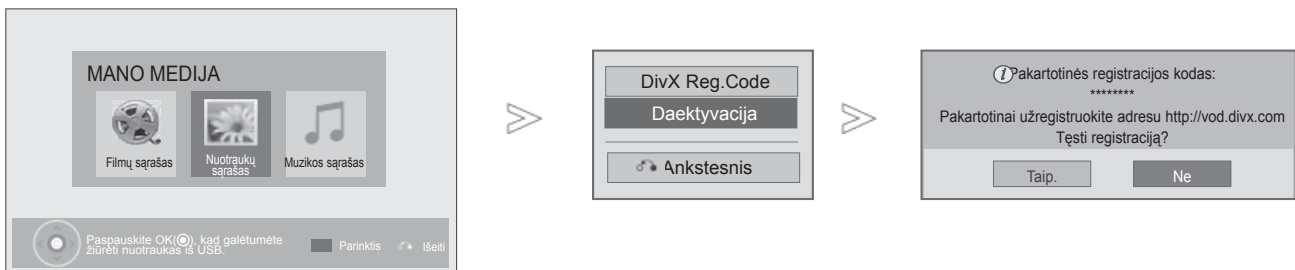 MANO MEDIJA
Filmų sąrašas
Nuotraukų
sąrašas
Muzikos sąrašas
Paspauskite OK(◉), kad galėtumėte
žiūrėti nuotraukas iš USB.
Parinktis
Išeiti
DivX Reg.Code
Daektyvacija
Ankstesnis
Pakartotinės registracijos kodas:
********
Pakartotinai užregistruokite adresu http://vod.divx.com
Tęsti registraciją?
Taip.
Ne